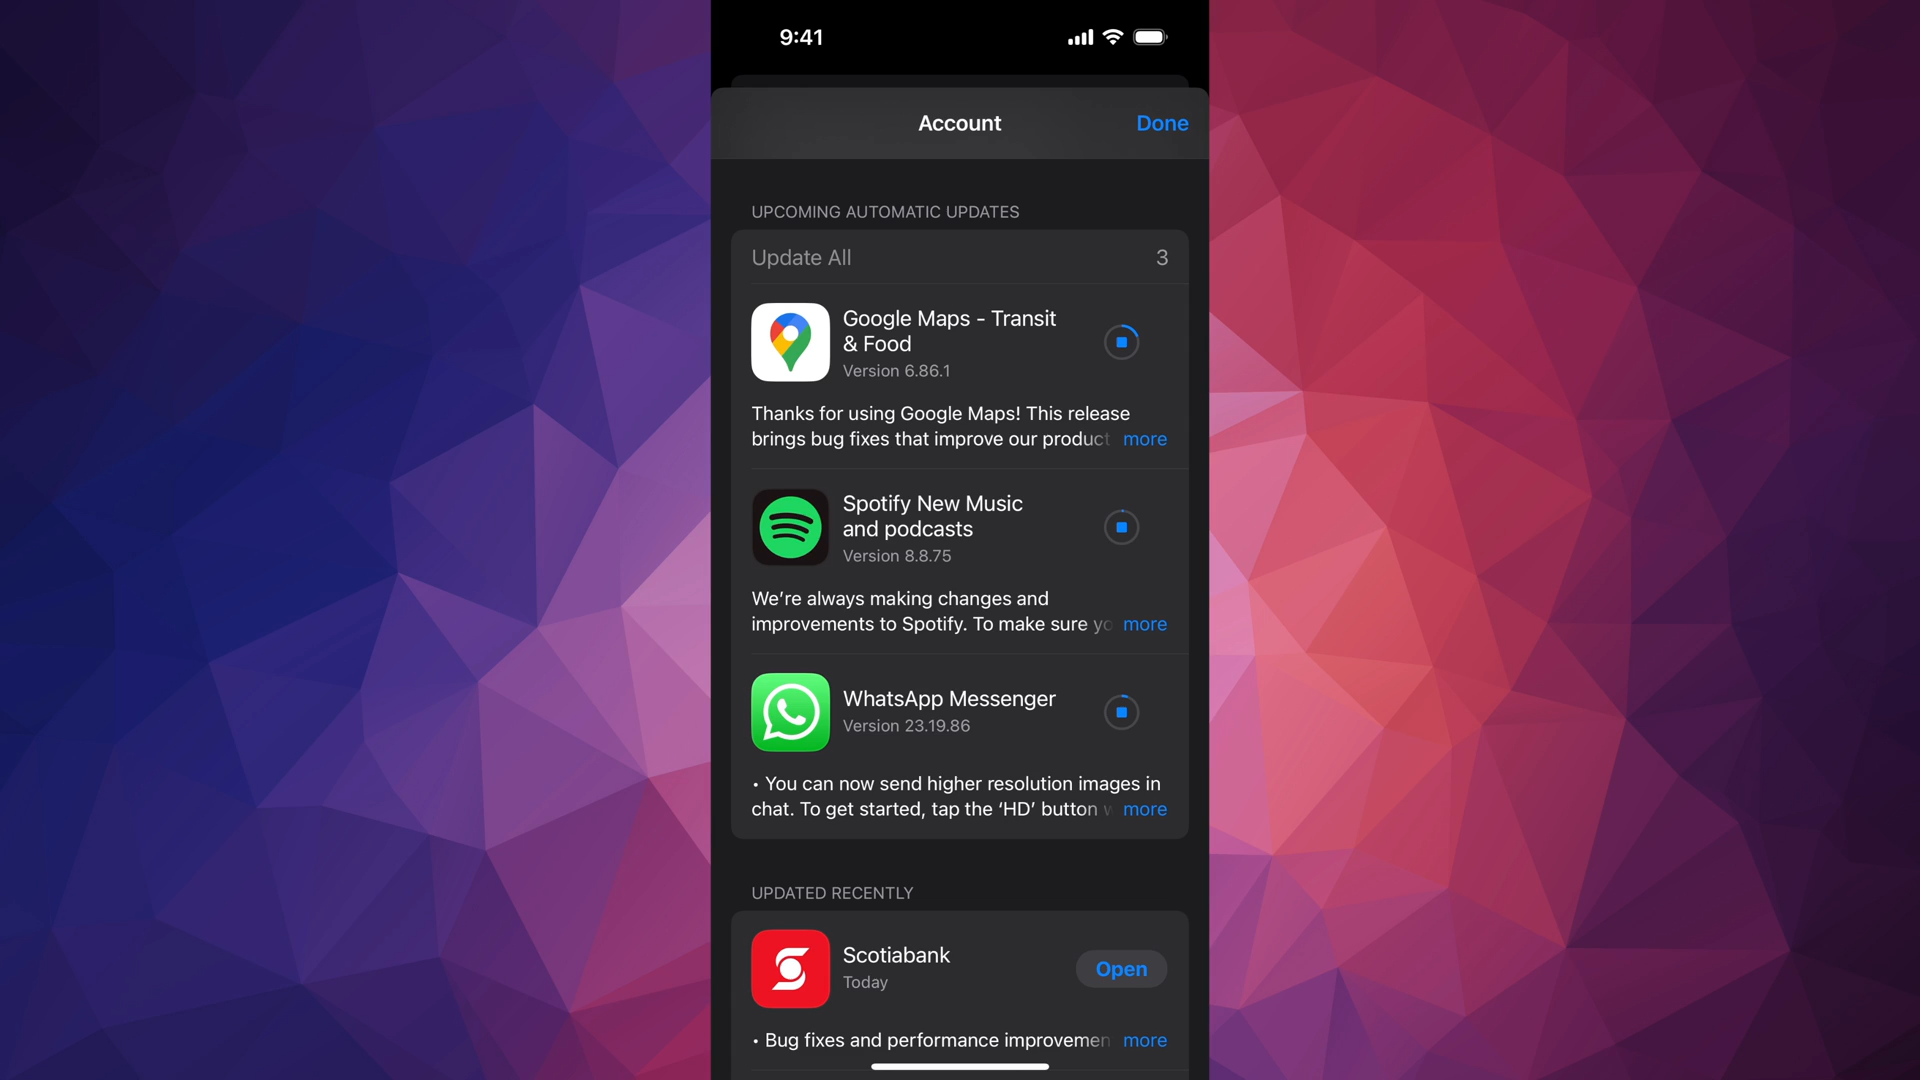 9:41
Account
Done
UPCOMING AUTOMATIC UPDATES
Update All
3
Google Maps - Transit
& Food
Version 6.86.1
Thanks for using Google Maps! This release
brings bug fixes that improve our product
more
Spotify New Music
and podcasts
Version 8.8.75
We’re always making changes and
improvements to Spotify. To make sure yo
more
WhatsApp Messenger
Version 23.19.86
• You can now send higher resolution images in
chat. To get started, tap the ‘HD’ button w
more
UPDATED RECENTLY
Scotiabank
Today
Open
• Bug fixes and performance improvemen
more